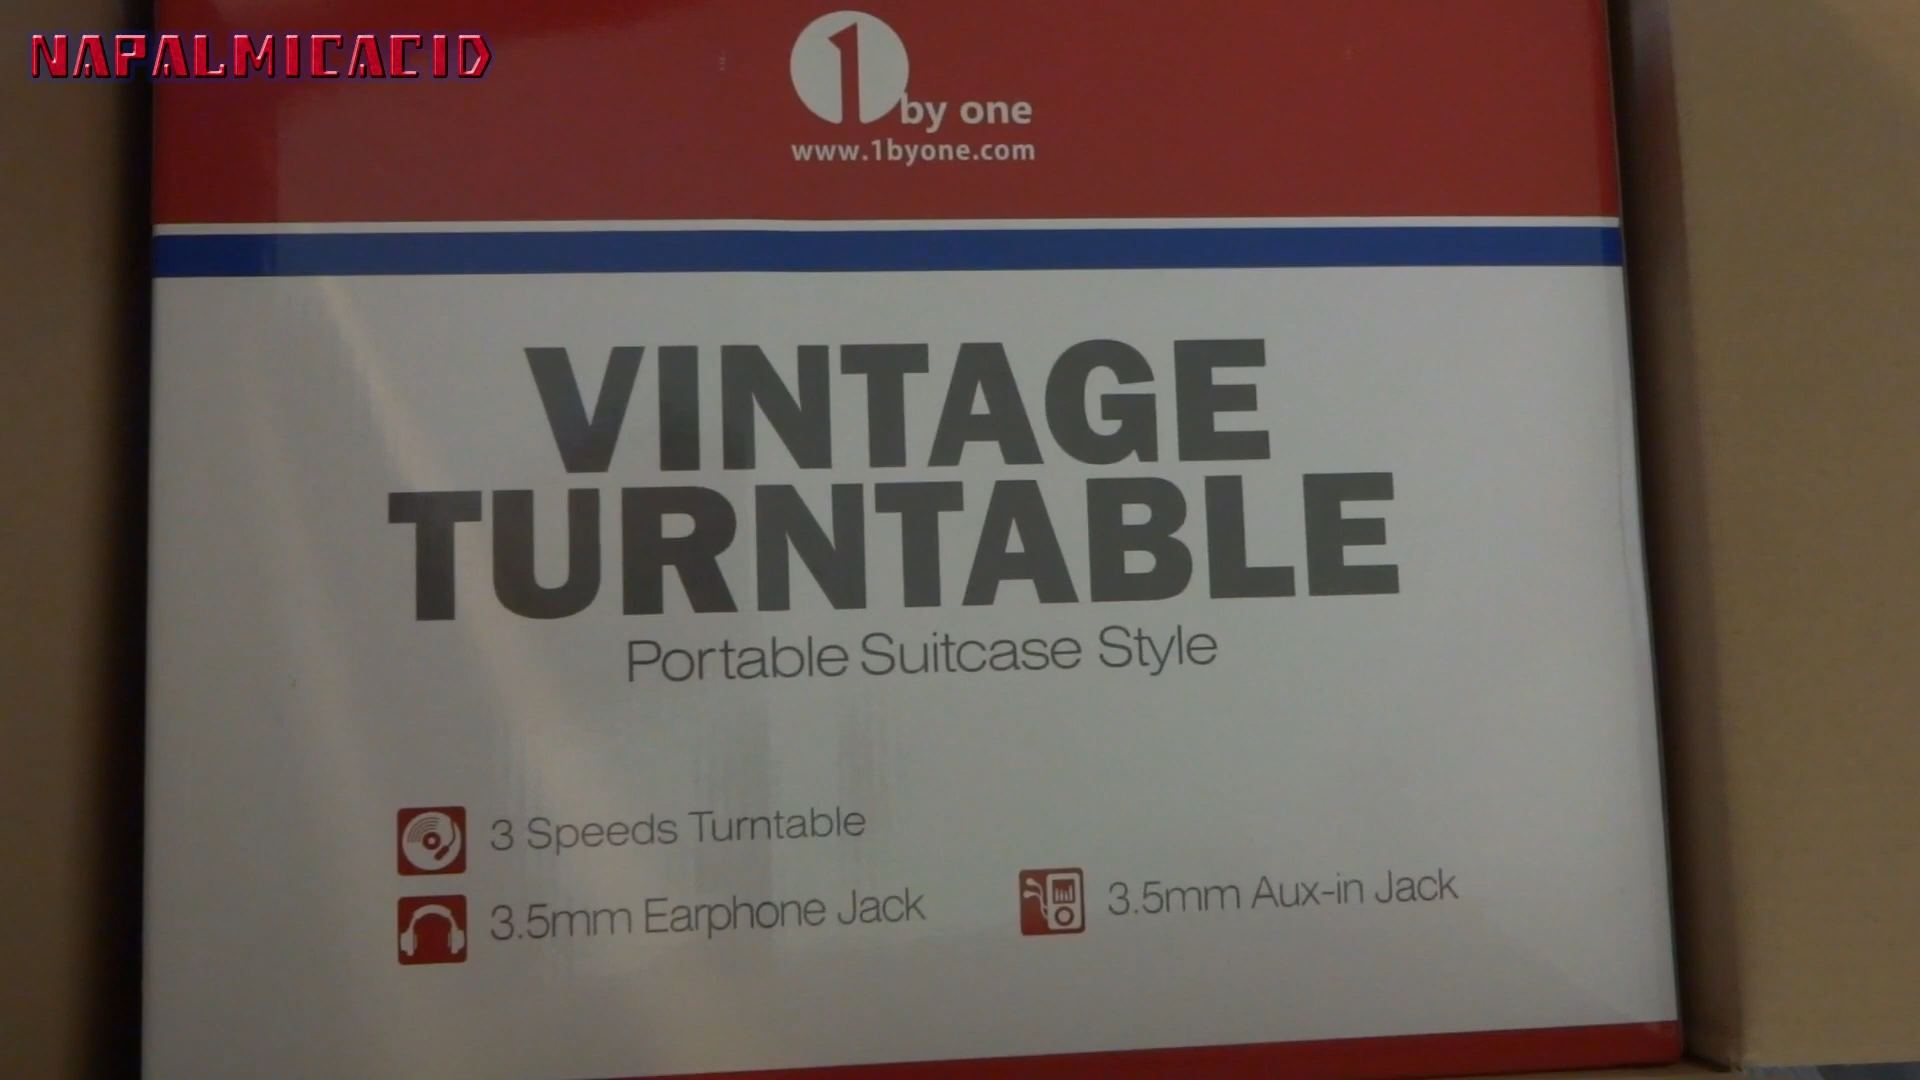 NAPALMICACID
1 by one
www.1byone.com
VINTAGE
TURNTABLE
Portable Suitcase Style
3 Speeds Turntable
3.5mm Earphone Jack
3.5mm Aux-in Jack